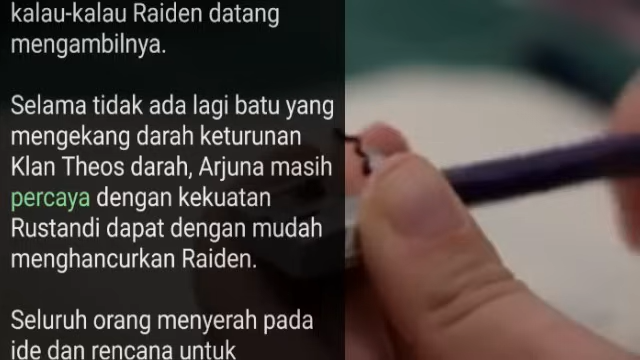 kalau-kalau Raiden datang
mengambilnya.
Selama tidak ada lagi batu yang
mengekang darah keturunan
Klan Theos darah, Arjuna masih
percaya dengan kekuatan
Rustandi dapat dengan mudah
menghancurkan Raiden.
Seluruh orang menyerah pada
ide dan rencana untuk